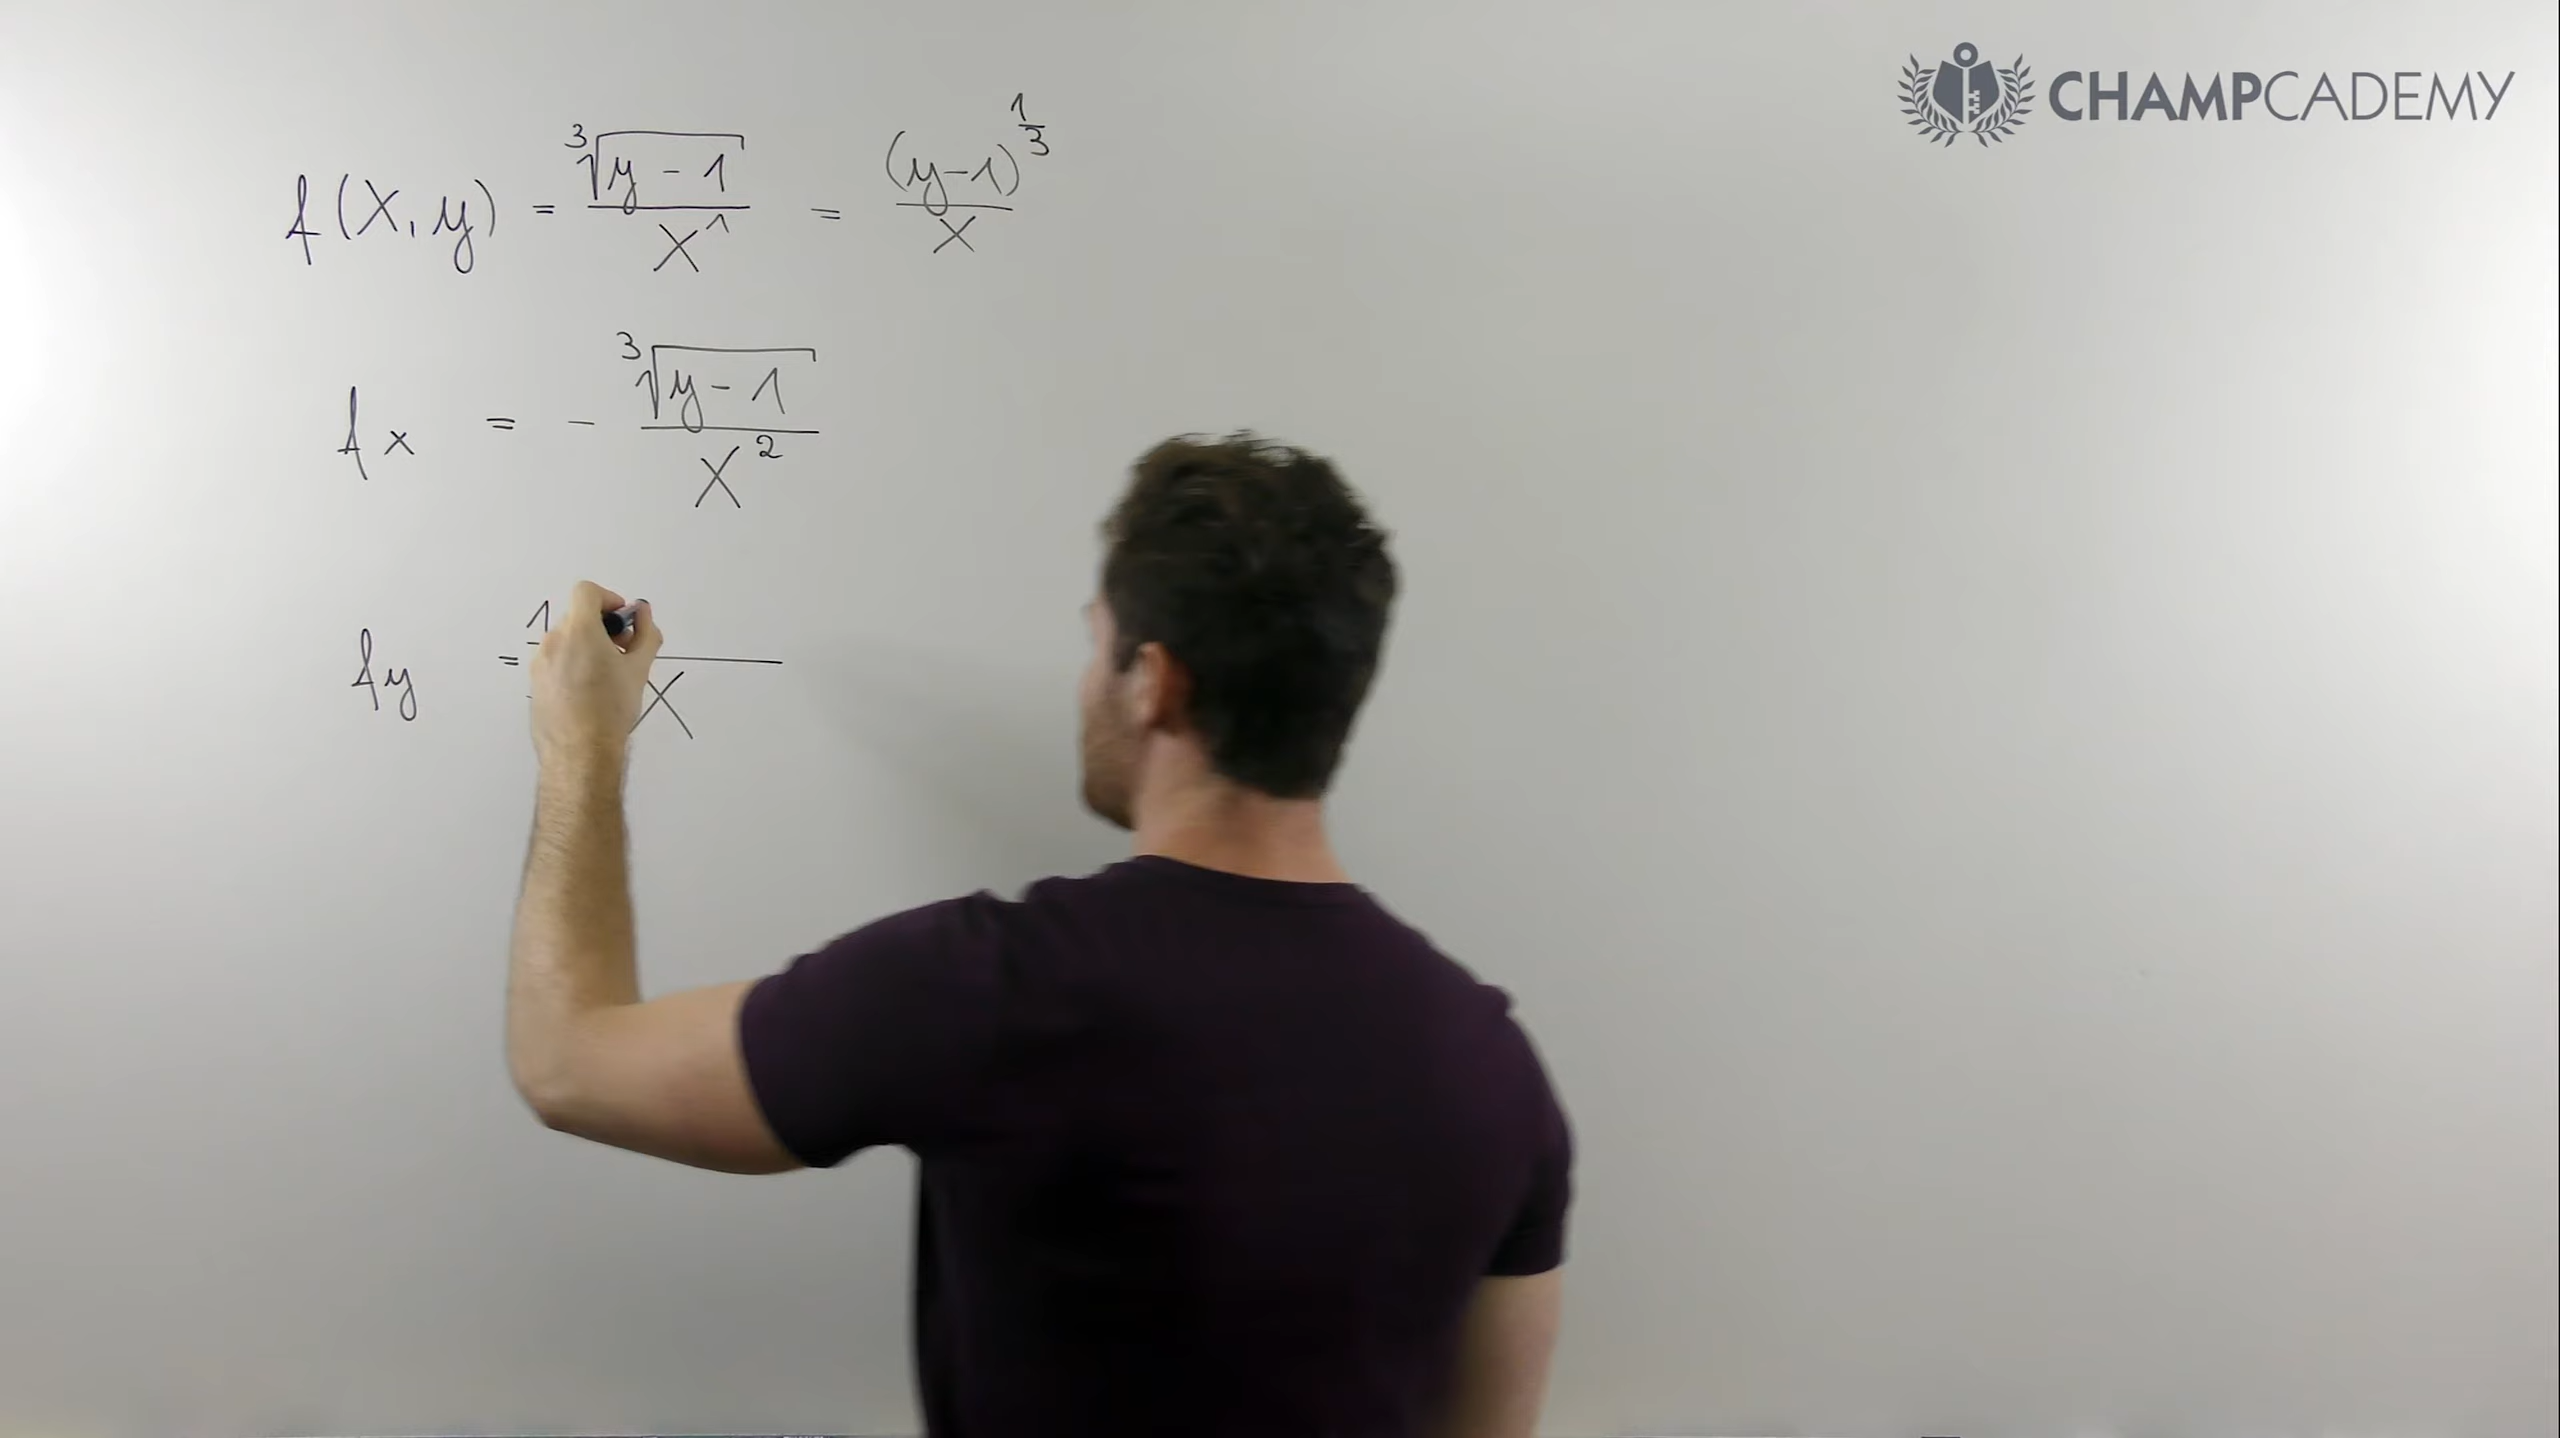 CHAMPCADEMY
f(x,y) = ∛(y-1) / x^1 = (y-1)^(1/3) / x
fx = - ∛(y-1) / x^2
fy = 1 / x